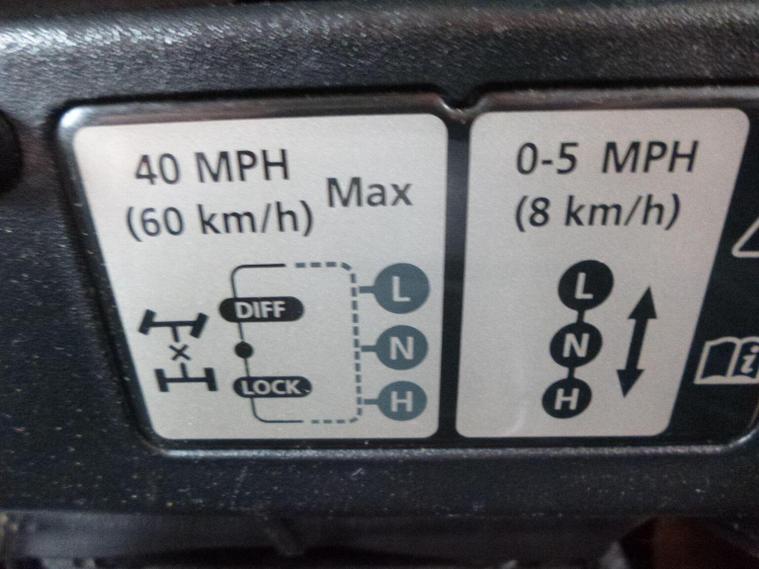 40 MPH
(60 km/h)
Max
DIFF
LOCK
L
N
H
0-5 MPH
(8 km/h)
L
N
H
i